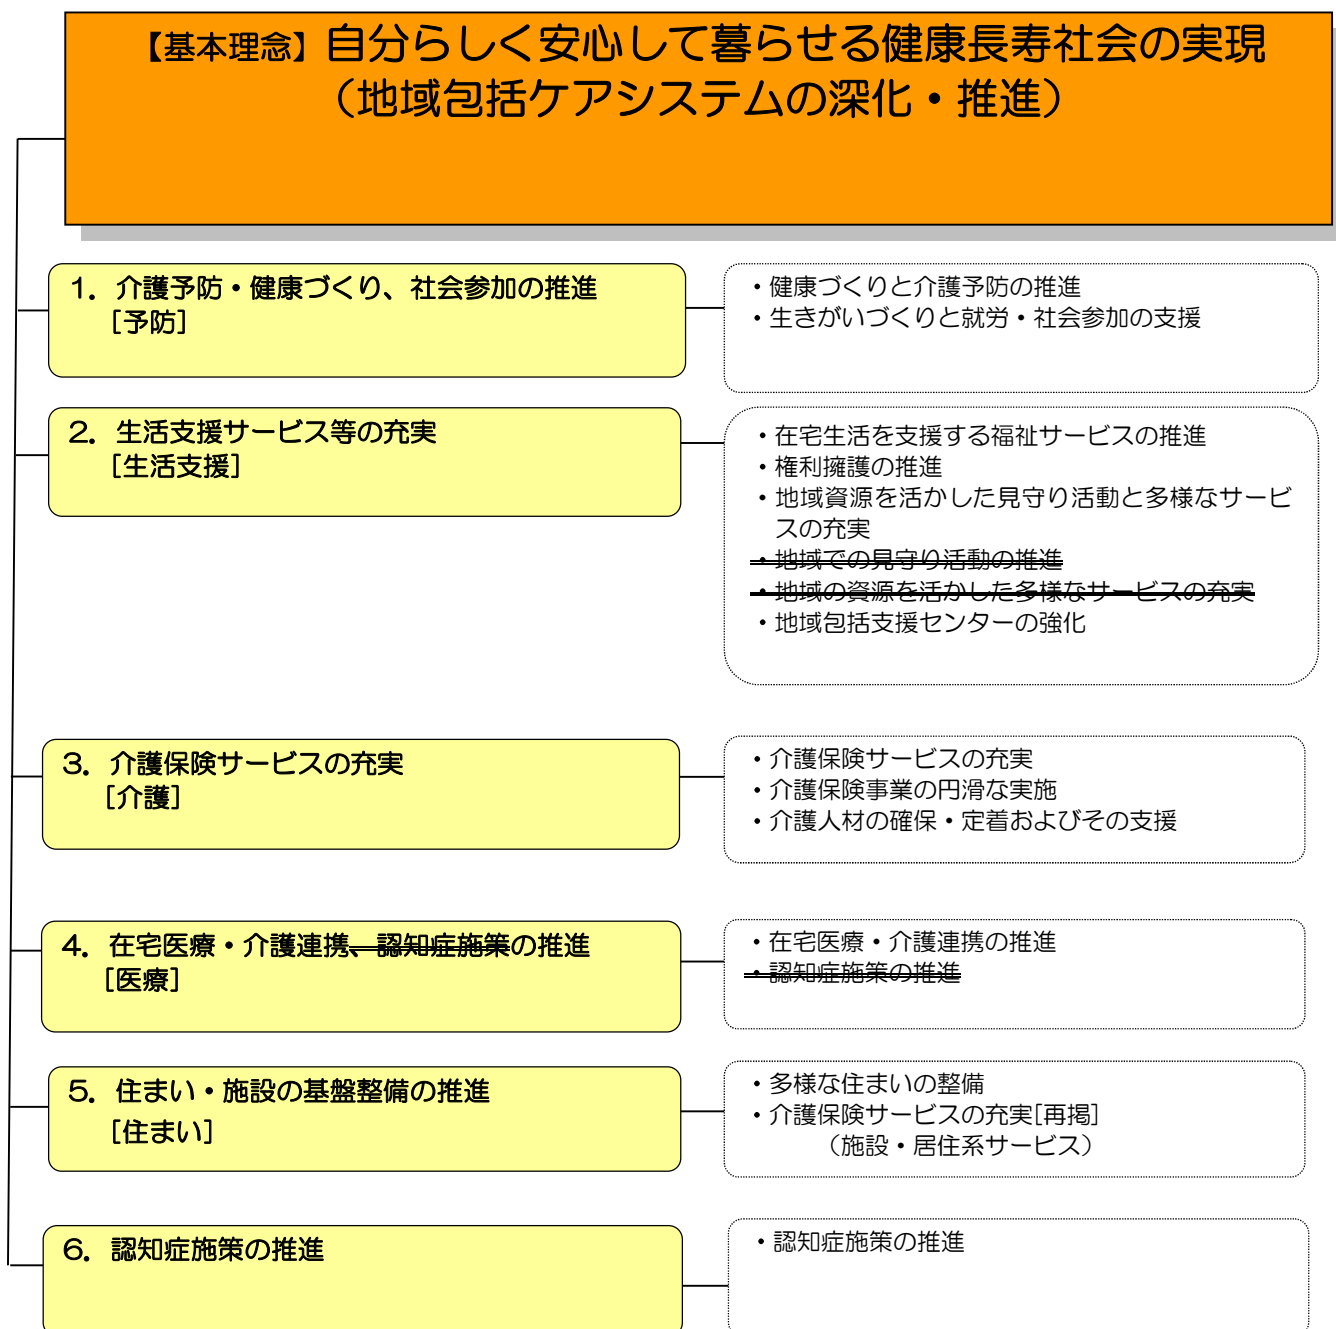 【基本理念】自分らしく安心して暮らせる健康長寿社会の実現
（地域包括ケアシステムの深化・推進）
１．介護予防・健康づくり、社会参加の推進
［予防］
・健康づくりと介護予防の推進
・生きがいづくりと就労・社会参加の支援
２．生活支援サービス等の充実
［生活支援］
・在宅生活を支援する福祉サービスの推進
・権利擁護の推進
・地域資源を活かした見守り活動と多様なサービ
スの充実
・地域での見守り活動の推進
・地域の資源を活かした多様なサービスの充実
・地域包括支援センターの強化
３．介護保険サービスの充実
［介護］
・介護保険サービスの充実
・介護保険事業の円滑な実施
・介護人材の確保・定着およびその支援
４．在宅医療・介護連携、認知症施策の推進
［医療］
・在宅医療・介護連携の推進
・認知症施策の推進
５．住まい・施設の基盤整備の推進
［住まい］
・多様な住まいの整備
・介護保険サービスの充実［再掲］
（施設・居住系サービス）
６．認知症施策の推進
・認知症施策の推進